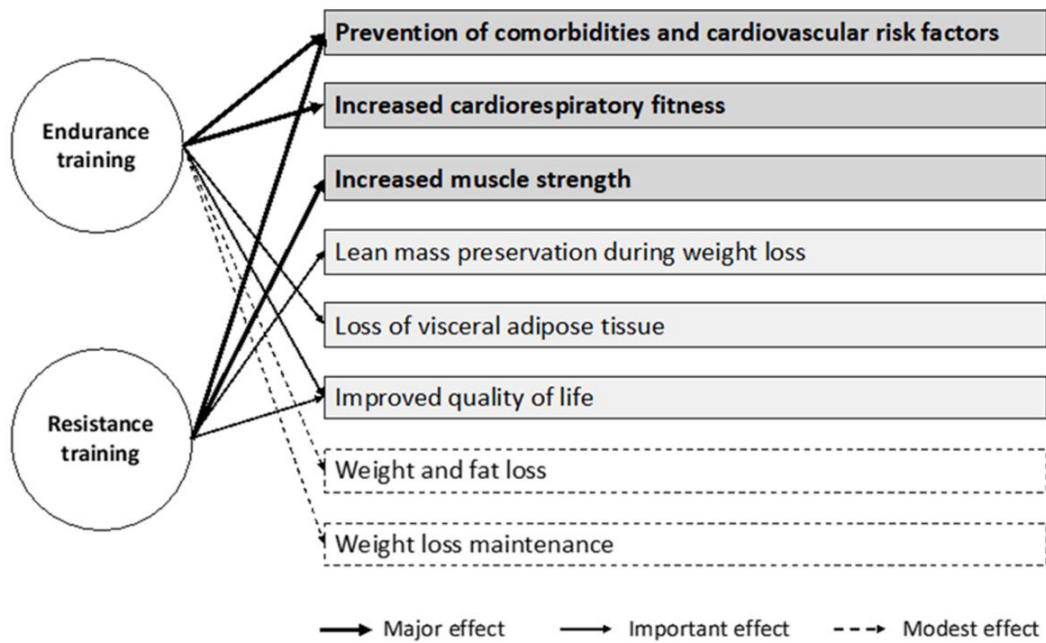 Prevention of comorbidities and cardiovascular risk factors
Endurance
training
Increased cardiorespiratory fitness
Increased muscle strength
Lean mass preservation during weight loss
Loss of visceral adipose tissue
Resistance
training
Improved quality of life
Weight and fat loss
Weight loss maintenance
Major effect
Important effect
Modest effect